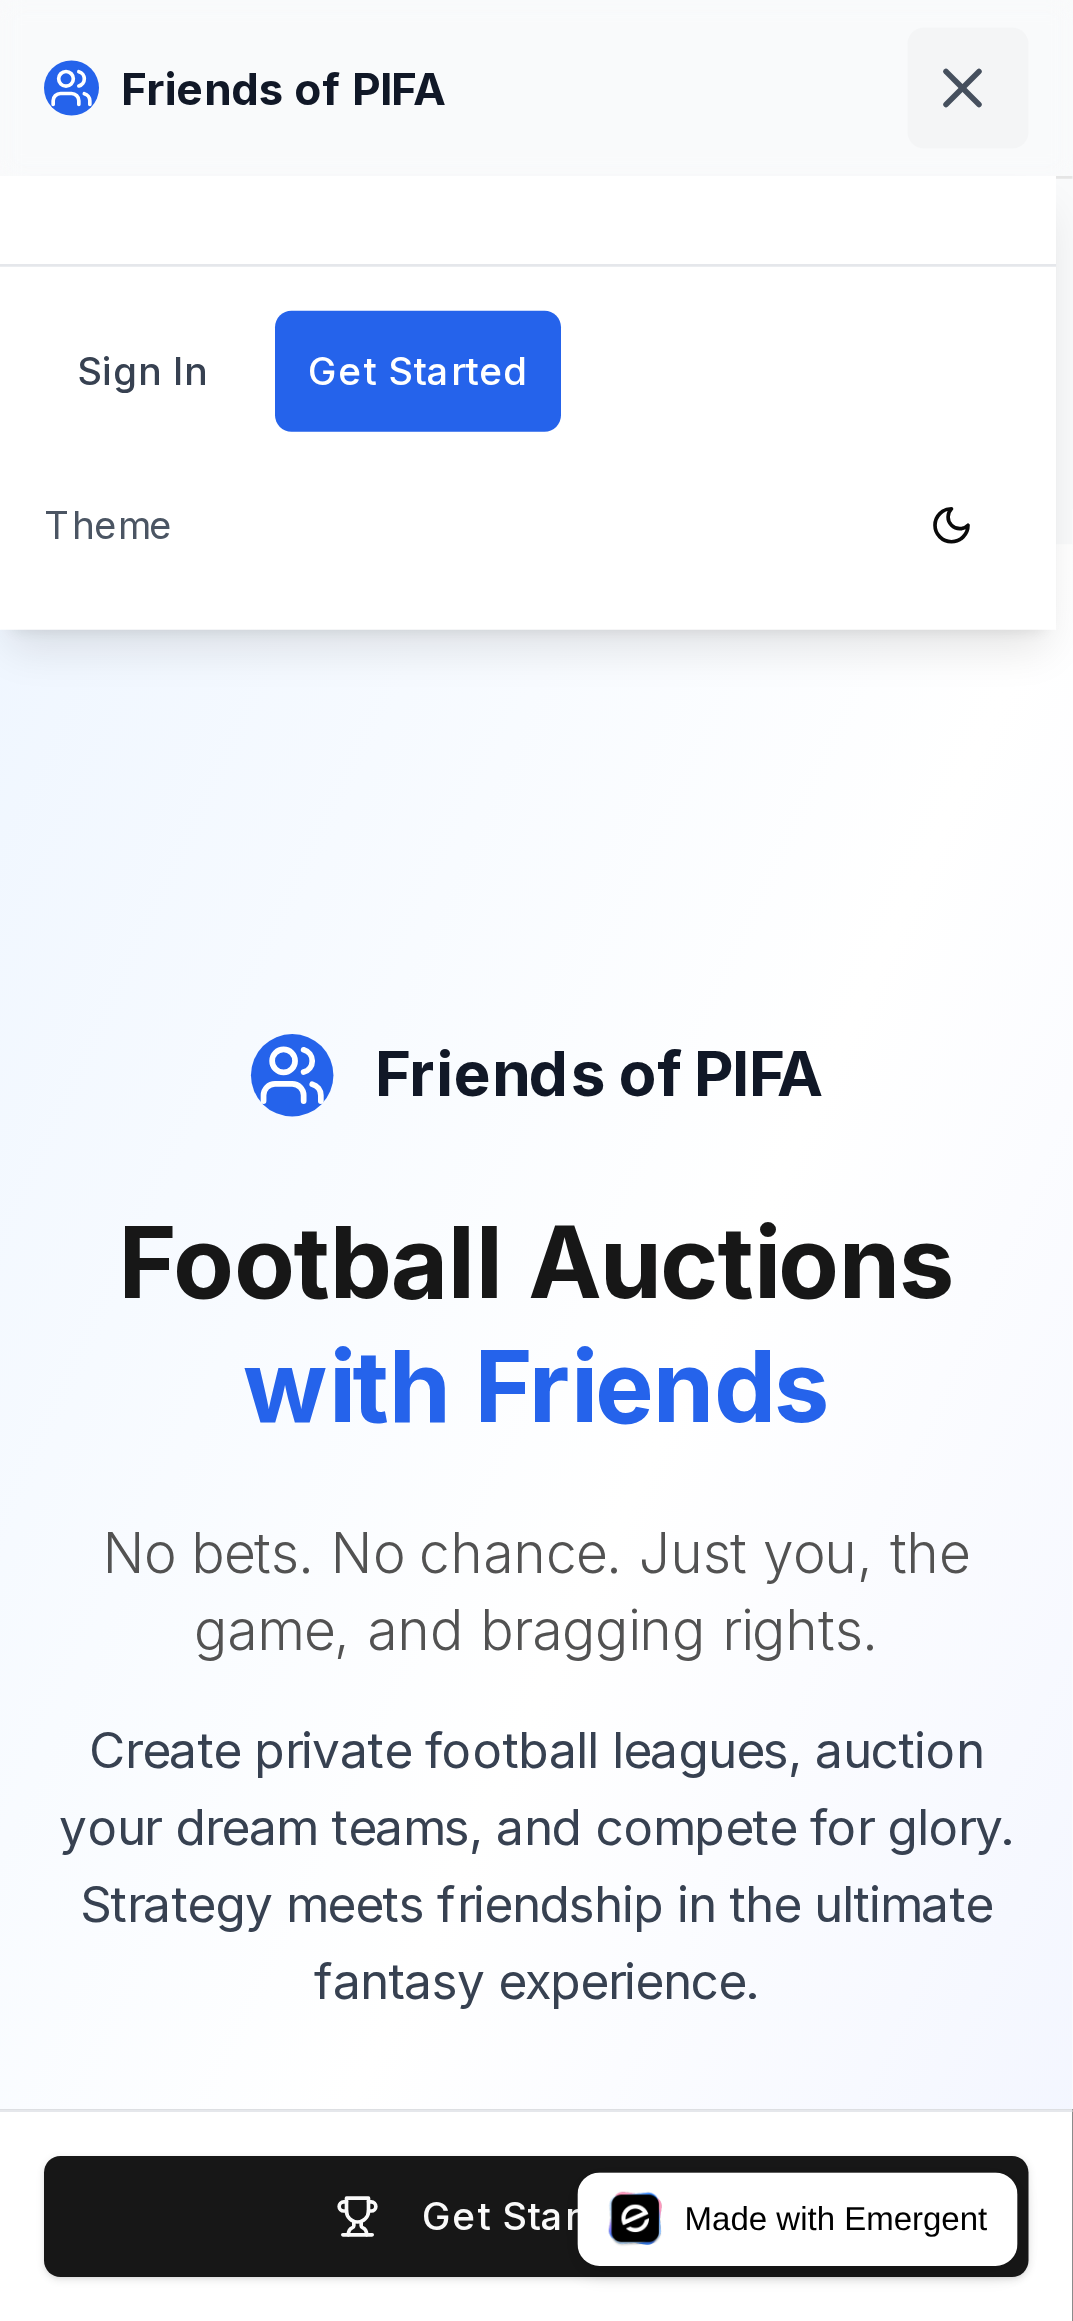 Friends of PIFA
Sign In
Get Started
Theme
Friends of PIFA
Football Auctions
with Friends
No bets. No chance. Just you, the
game, and bragging rights.
Create private football leagues, auction
your dream teams, and compete for glory.
Strategy meets friendship in the ultimate
fantasy experience.
Get Star
Made with Emergent